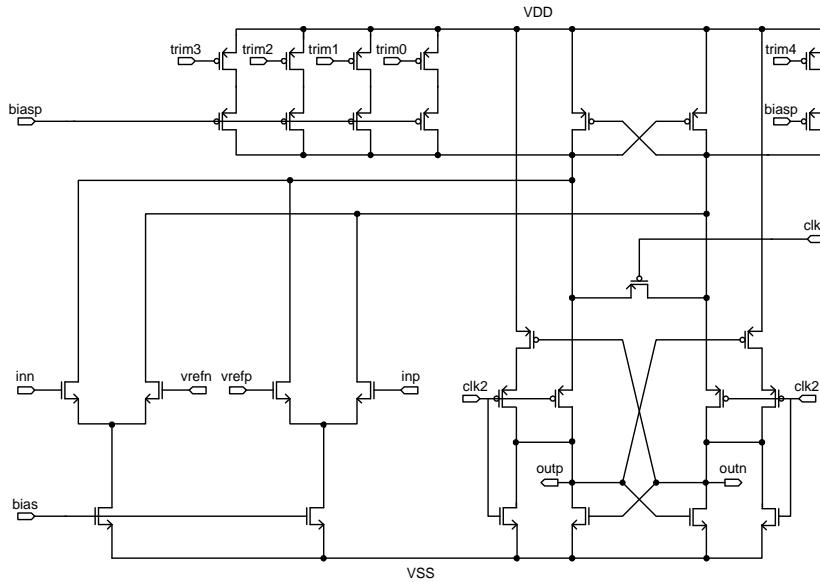 VDD
trim3
trim2
trim1
trim0
trim4
biasp
biasp
clk
inn
vrefn
vrefp
inp
clk2
clk2
outp
outn
bias
VSS